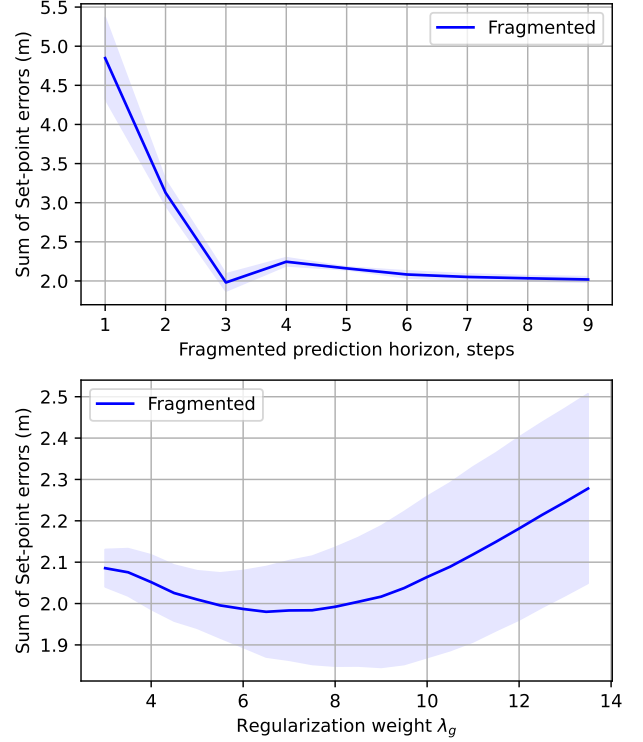 5.5
5.0
4.5
4.0
3.5
3.0
2.5
2.0
Sum of Set-point errors (m)
Fragmented
1 2 3 4 5 6 7 8 9
Fragmented prediction horizon, steps
2.5
2.4
2.3
2.2
2.1
2.0
1.9
Sum of Set-point errors (m)
Fragmented
4 6 8 10 12 14
Regularization weight λ_g